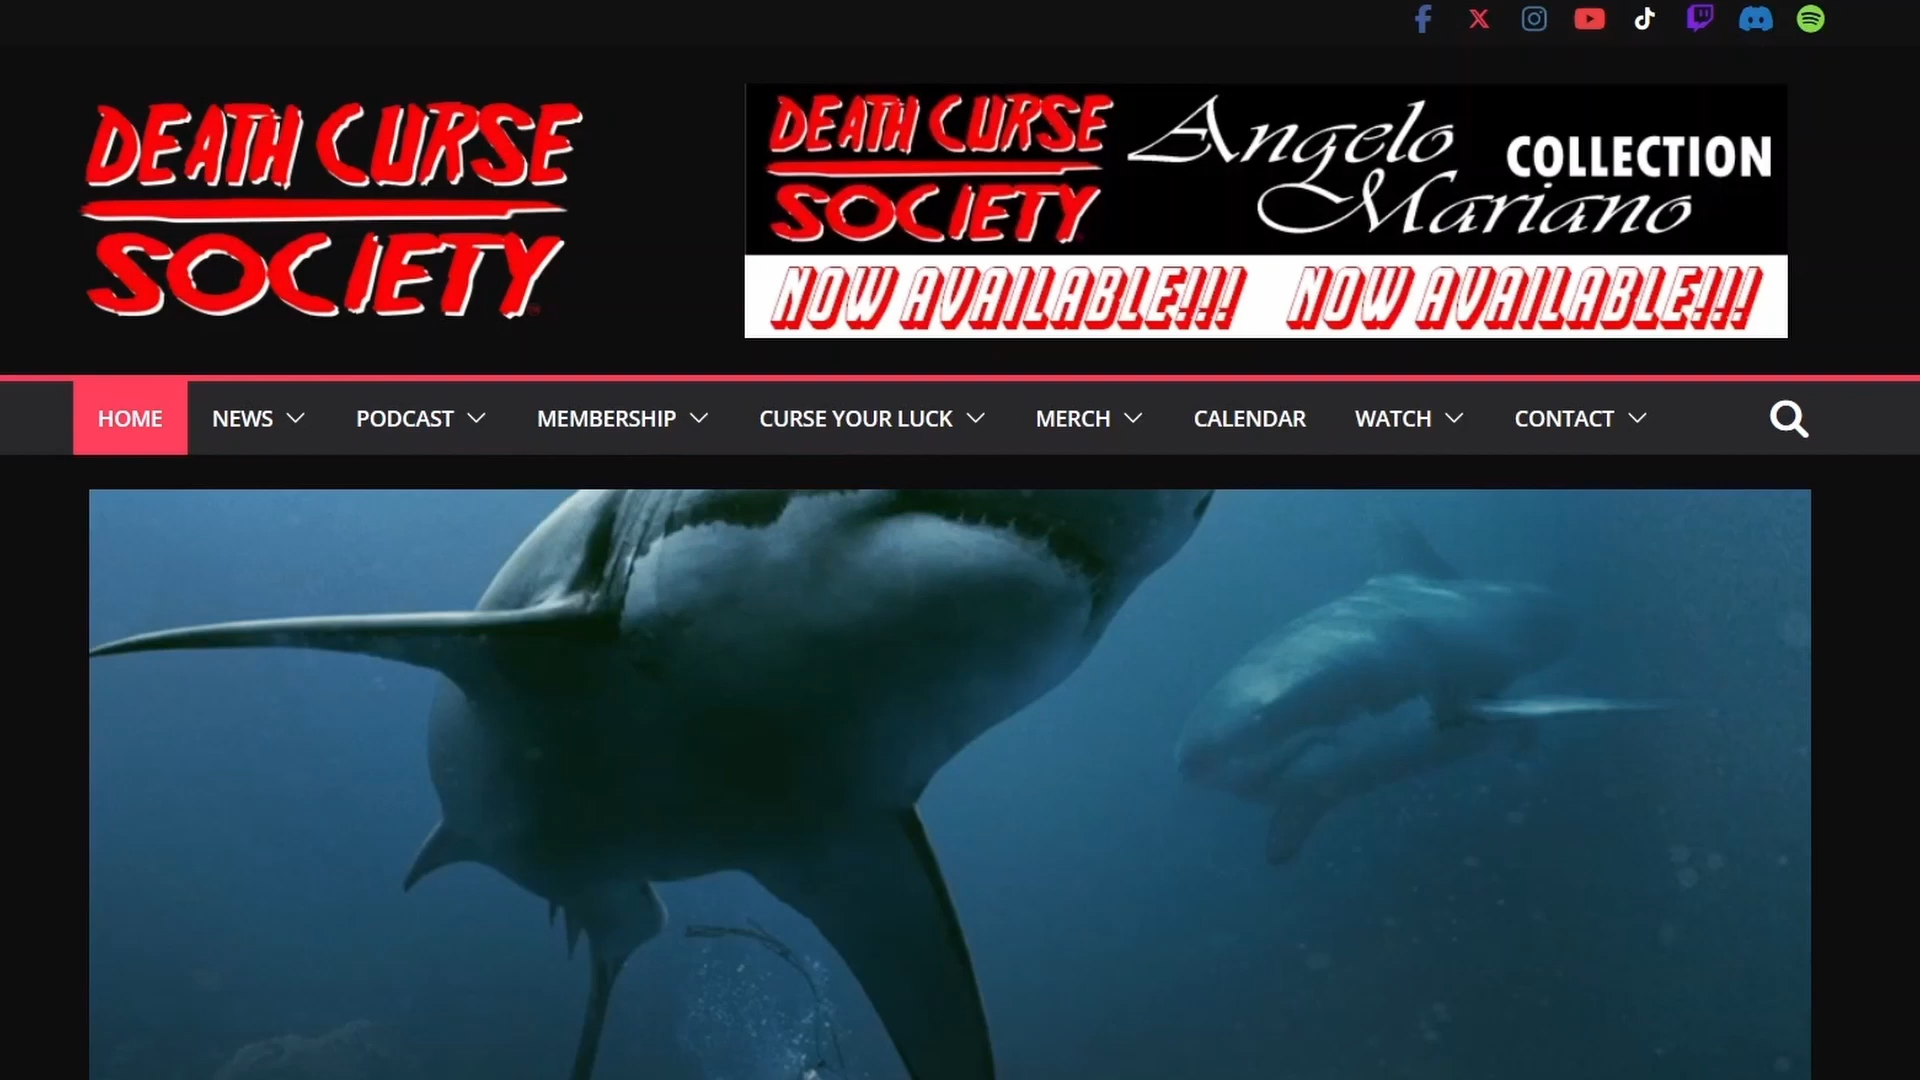 DEATH CURSE
SOCIETY
DEATH CURSE
SOCIETY
Angelo
Mariano
COLLECTION
NOW AVAILABLE!!! NOW AVAILABLE!!!
HOME NEWS PODCAST MEMBERSHIP CURSE YOUR LUCK MERCH CALENDAR WATCH CONTACT